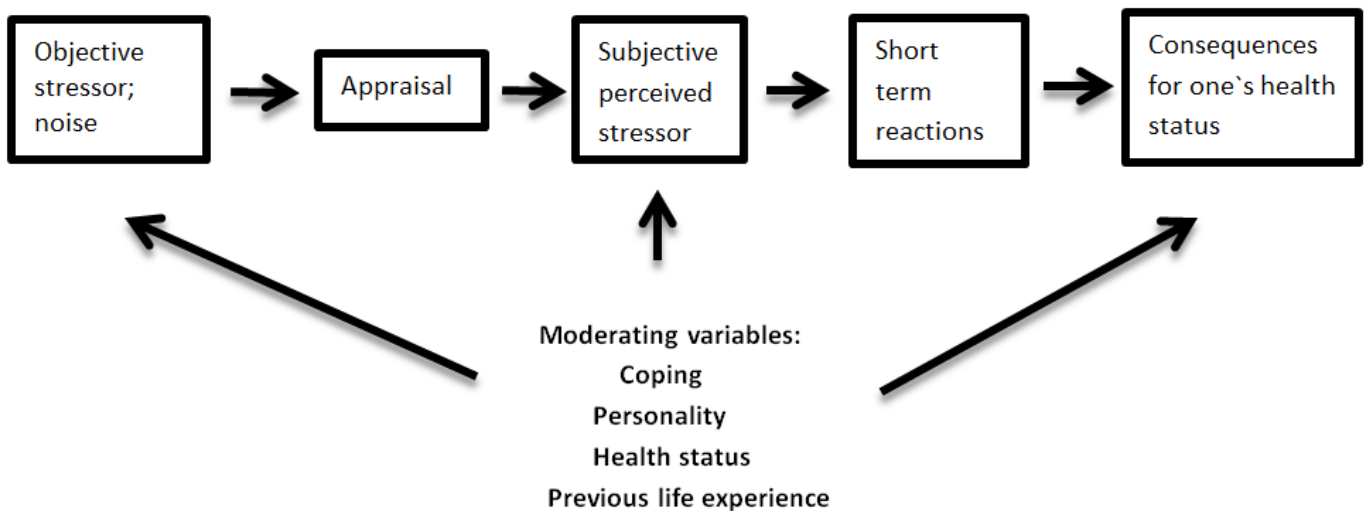 Objective
stressor;
noise
Appraisal
Subjective
perceived
stressor
Short
term
reactions
Consequences
for one`s health
status
Moderating variables:
Coping
Personality
Health status
Previous life experience